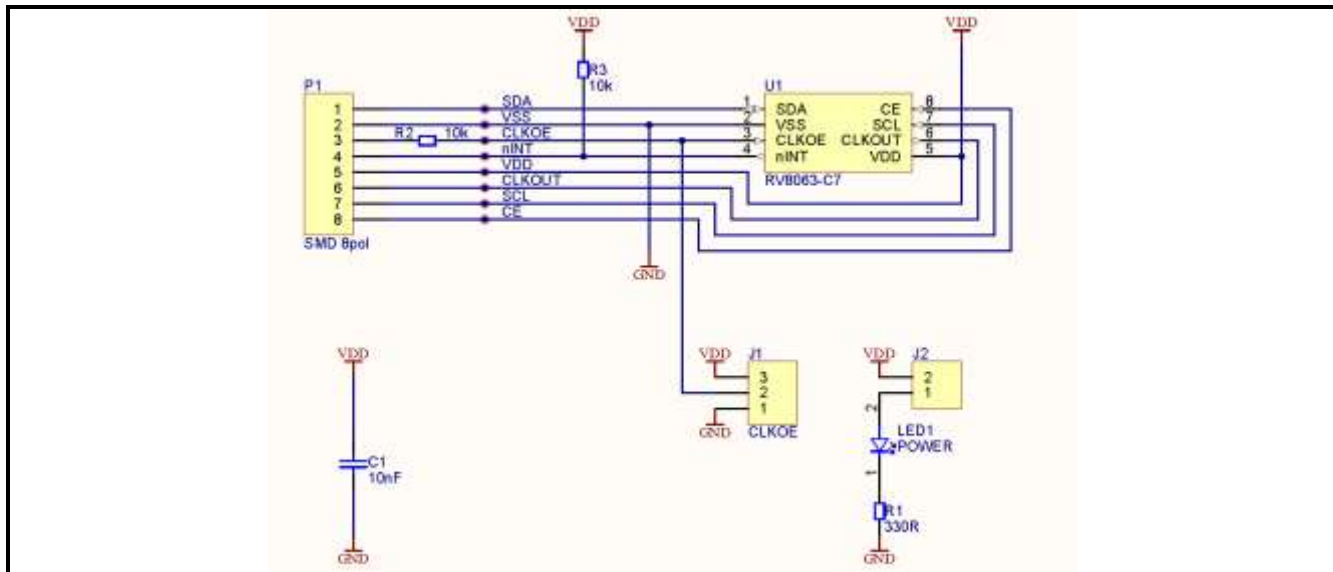 VDD
VDD
R3
10k
P1
U1
1
2
3
4
5
6
7
8
SMD 8pol
R2
10k
SDA
VSS
CLKOE
nINT
VDD
CLKOUT
SCL
CE
1
2
3
4
SDA
VSS
CLKOE
nINT
CE
SCL
CLKOUT
VDD
8
7
6
5
RV8063-C7
GND
VDD
C1
10nF
GND
VDD
J1
3
2
1
GND
CLKOE
VDD
J2
2
1
2
LED1
POWER
1
R1
330R
GND